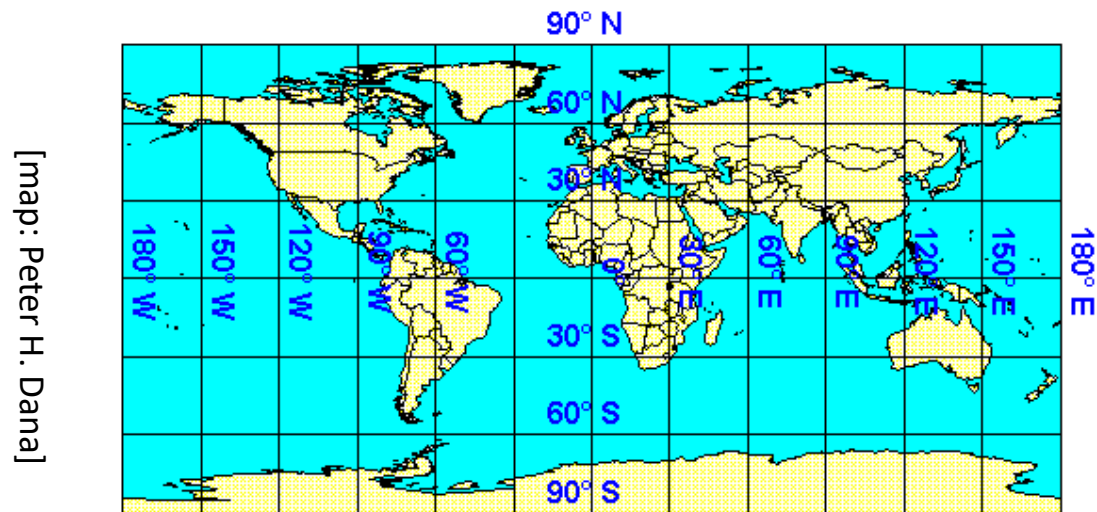 90° N
60° N
30° N
180° W
150° W
120° W
90° W
60° W
0°
30° E
60° E
90° E
120° E
150° E
180° E
30° S
60° S
90° S
[map: Peter H. Dana]